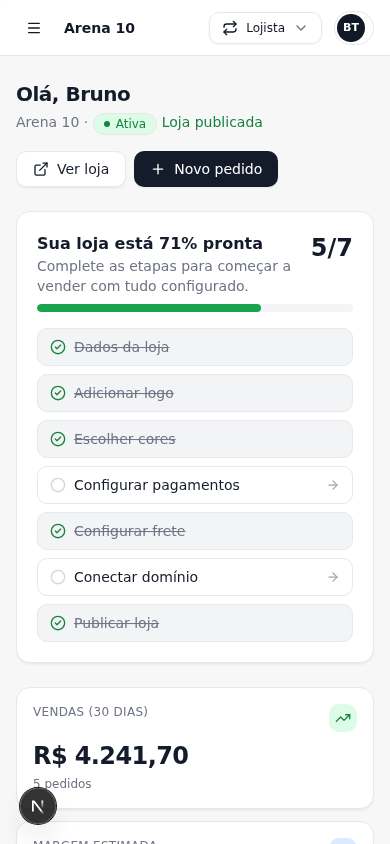 Arena 10
Lojista
BT
Olá, Bruno
Arena 10 · Ativa Loja publicada
Ver loja
Novo pedido
Sua loja está 71% pronta
5/7
Complete as etapas para começar a
vender com tudo configurado.
Dados da loja
Adicionar logo
Escolher cores
Configurar pagamentos
Configurar frete
Conectar domínio
Publicar loja
VENDAS (30 DIAS)
R$ 4.241,70
5 pedidos
N
MARGEM ESTIMADA